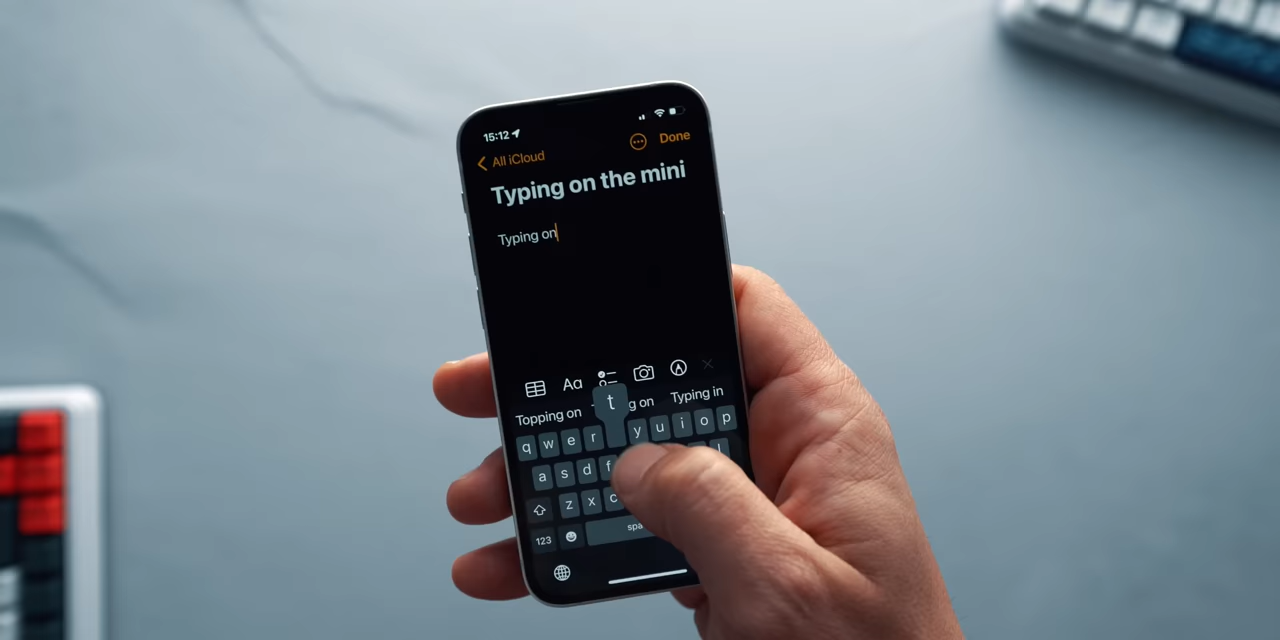 15:12
All iCloud
Done
Typing on the mini
Typing on
Aa
Topping on
g on
Typing in
t
q w e r y u i o p
a s d f
z x c
123
spa